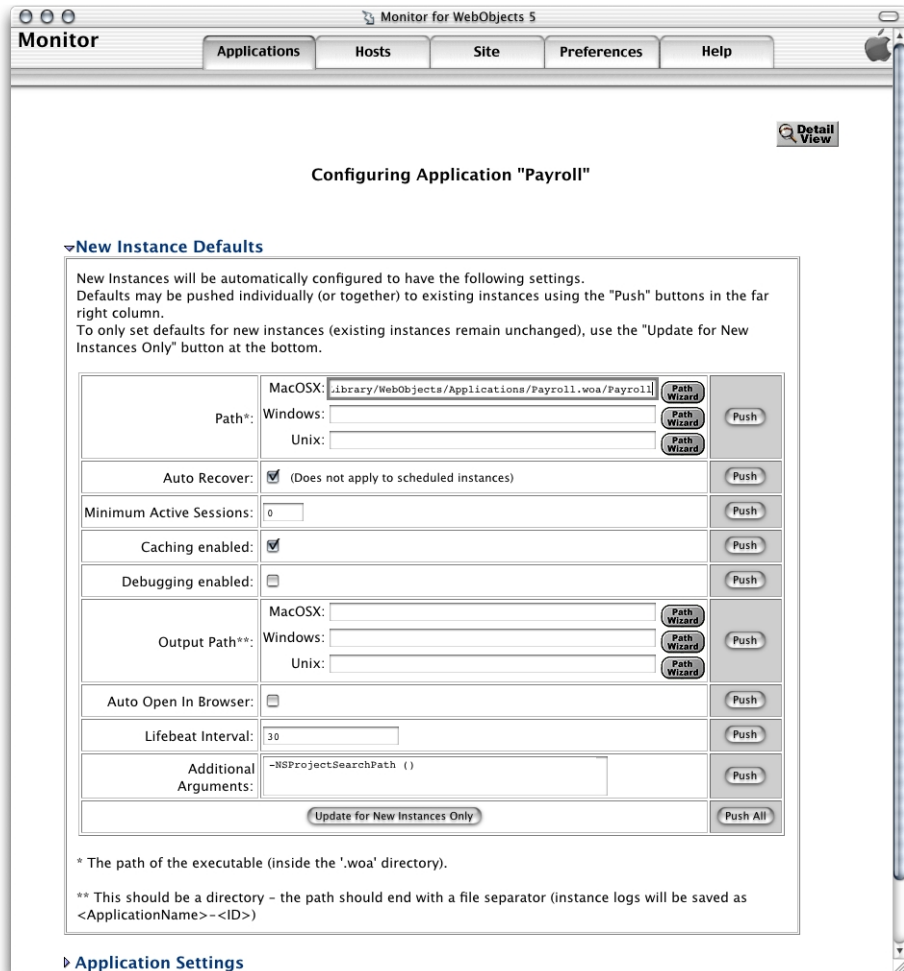 Monitor for WebObjects 5
Monitor
Applications
Hosts
Site
Preferences
Help
Detail
View
Configuring Application "Payroll"
New Instance Defaults
New Instances will be automatically configured to have the following settings.
Defaults may be pushed individually (or together) to existing instances using the "Push" buttons in the far
right column.
To only set defaults for new instances (existing instances remain unchanged), use the "Update for New
Instances Only" button at the bottom.
Path*:
MacOSX:
ibrary/WebObjects/Applications/Payroll.woa/Payroll
Path
Wizard
Windows:
Path
Wizard
Unix:
Path
Wizard
Push
Auto Recover:
(Does not apply to scheduled instances)
Push
Minimum Active Sessions:
0
Push
Caching enabled:
Push
Debugging enabled:
Push
Output Path**:
MacOSX:
Path
Wizard
Windows:
Path
Wizard
Unix:
Path
Wizard
Push
Auto Open In Browser:
Push
Lifebeat Interval:
30
Push
Additional
Arguments:
-NSProjectSearchPath ()
Push
Update for New Instances Only
Push All
* The path of the executable (inside the '.woa' directory).
** This should be a directory – the path should end with a file separator (instance logs will be saved as
<ApplicationName>-<ID>)
Application Settings